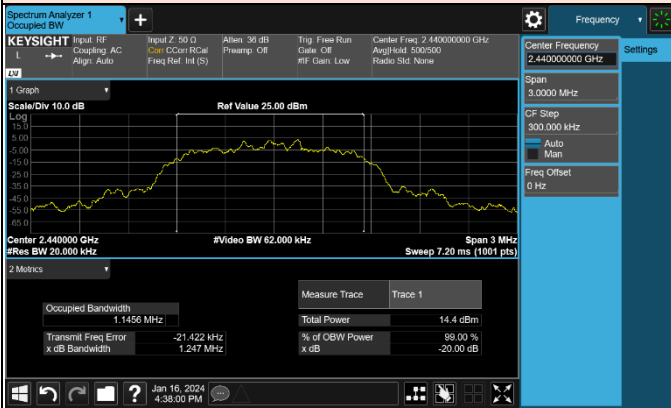 Spectrum Analyzer 1
Occupied BW
+
Frequency
KEYSIGHT
L
Input: RF
Coupling: AC
Align: Auto
Input Z: 50 Ω
Corr CCorr RCal
Freq Ref: Int (S)
Atten: 36 dB
Preamp: Off
Trig: Free Run
Gate: Off
#IF Gain: Low
Center Freq: 2.440000000 GHz
Avg|Hold: 500/500
Radio Std: None
LXI
Center Frequency
2.440000000 GHz
Settings
Span
3.0000 MHz
CF Step
300.000 kHz
Auto
Man
Freq Offset
0 Hz
1 Graph
Scale/Div 10.0 dB
Ref Value 25.00 dBm
Log
15.0
5.00
-5.00
-15.0
-25.0
-35.0
-45.0
-55.0
-65.0
Center 2.440000 GHz
#Video BW 62.000 kHz
Span 3 MHz
#Res BW 20.000 kHz
Sweep 7.20 ms (1001 pts)
2 Metrics
Measure Trace
Trace 1
Occupied Bandwidth
1.1456 MHz
Total Power
14.4 dBm
Transmit Freq Error
-21.422 kHz
% of OBW Power
99.00 %
x dB Bandwidth
1.247 MHz
x dB
-20.00 dB
?
Jan 16, 2024
4:38:00 PM